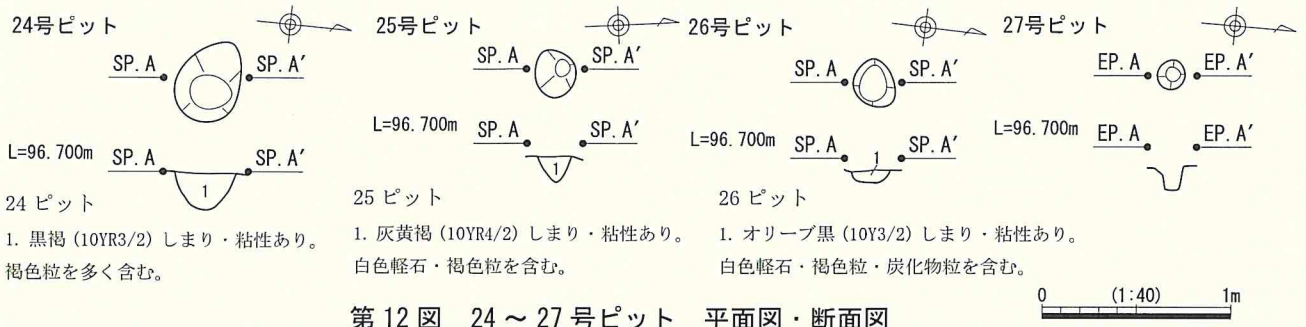 24号ピット
SP. A
SP. A′
L=96. 700m
SP. A
SP. A′
1
24 ピット
1. 黒褐 (10YR3/2) しまり・粘性あり。
褐色粒を多く含む。
25号ピット
SP. A
SP. A′
L=96. 700m
SP. A
SP. A′
1
25 ピット
1. 灰黄褐 (10YR4/2) しまり・粘性あり。
白色軽石・褐色粒を含む。
26号ピット
SP. A
SP. A′
L=96. 700m
SP. A
SP. A′
1
26 ピット
1. オリーブ黒 (10Y3/2) しまり・粘性あり。
白色軽石・褐色粒・炭化物粒を含む。
27号ピット
EP. A
EP. A′
L=96. 700m
EP. A
EP. A′
0 (1:40) 1m
第 12 図 24 ～ 27 号ピット 平面図・断面図